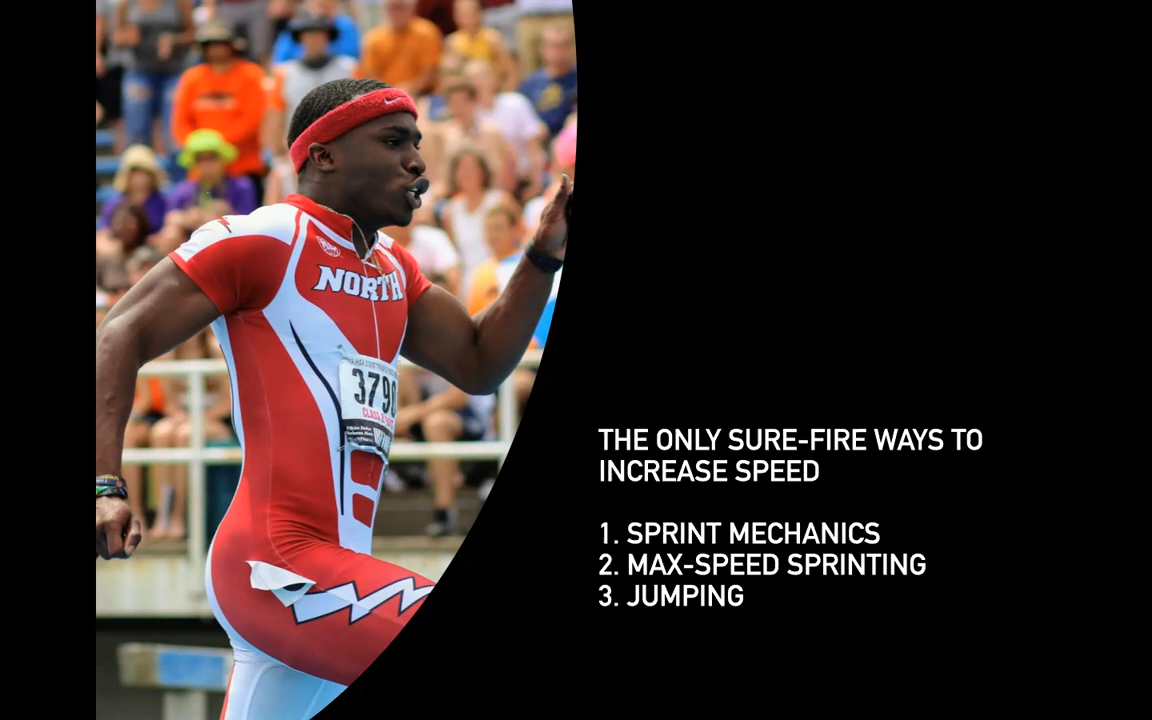 NORTH
3790
THE ONLY SURE-FIRE WAYS TO
INCREASE SPEED
1. SPRINT MECHANICS
2. MAX-SPEED SPRINTING
3. JUMPING